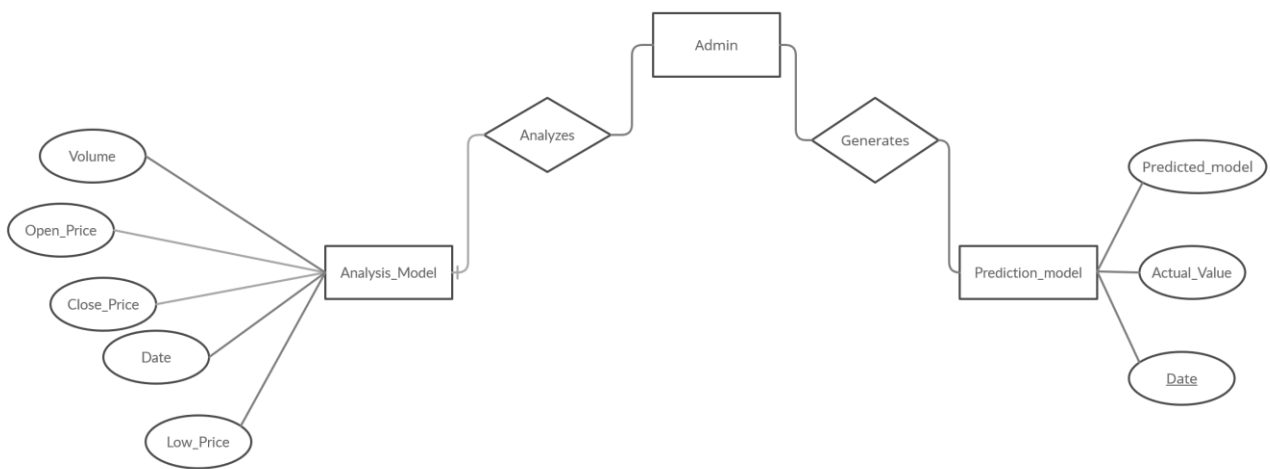 Admin
Analyzes
Generates
Volume
Predicted_model
Open_Price
Analysis_Model
Prediction_model
Actual_Value
Close_Price
Date
Date
Low_Price